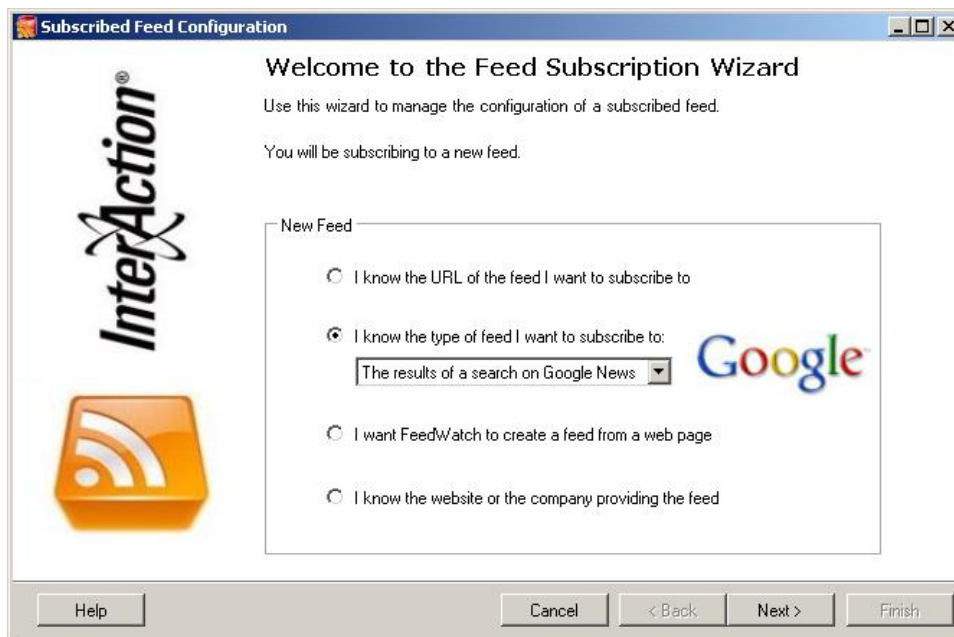 Subscribed Feed Configuration
Welcome to the Feed Subscription Wizard
Use this wizard to manage the configuration of a subscribed feed.
You will be subscribing to a new feed.
InterAction®
New Feed
I know the URL of the feed I want to subscribe to
I know the type of feed I want to subscribe to:
The results of a search on Google News
Google™
I want FeedWatch to create a feed from a web page
I know the website or the company providing the feed
Help
Cancel
< Back
Next >
Finish